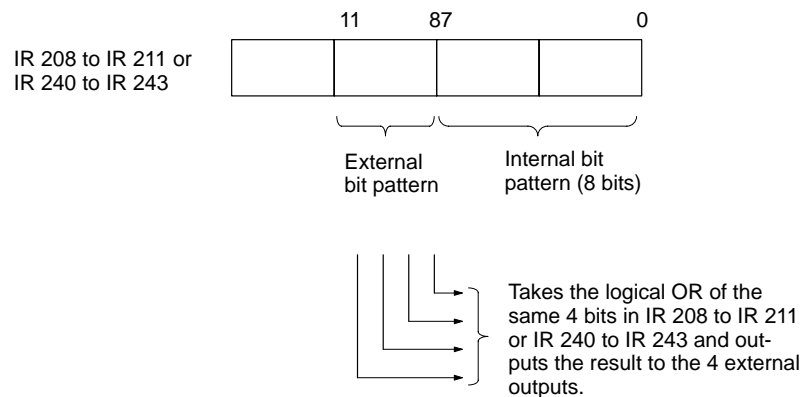 11 87 0
IR 208 to IR 211 or
IR 240 to IR 243
External
bit pattern
Internal bit
pattern (8 bits)
Takes the logical OR of the
same 4 bits in IR 208 to IR 211
or IR 240 to IR 243 and out-
puts the result to the 4 external
outputs.